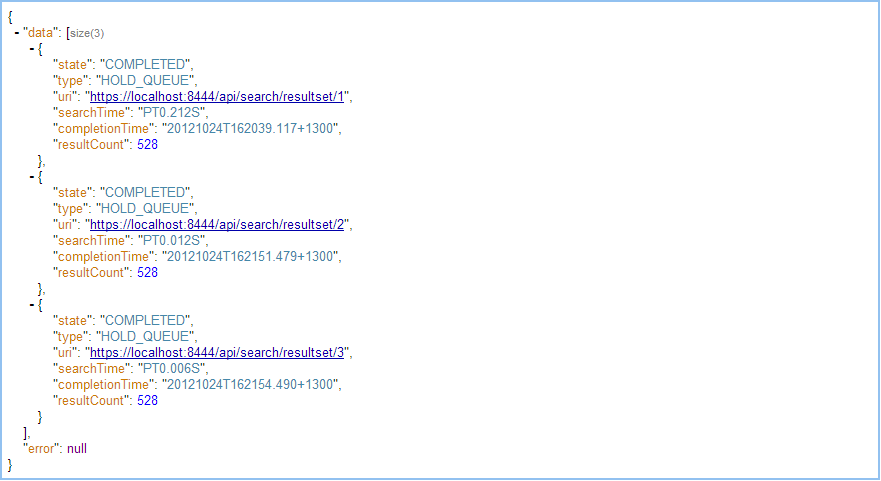 {
- "data": [size(3)
- {
"state": "COMPLETED",
"type": "HOLD_QUEUE",
"uri": "https://localhost:8444/api/search/resultset/1",
"searchTime": "PT0.212S",
"completionTime": "20121024T162039.117+1300",
"resultCount": 528
},
- {
"state": "COMPLETED",
"type": "HOLD_QUEUE",
"uri": "https://localhost:8444/api/search/resultset/2",
"searchTime": "PT0.012S",
"completionTime": "20121024T162151.479+1300",
"resultCount": 528
},
- {
"state": "COMPLETED",
"type": "HOLD_QUEUE",
"uri": "https://localhost:8444/api/search/resultset/3",
"searchTime": "PT0.006S",
"completionTime": "20121024T162154.490+1300",
"resultCount": 528
}
],
"error": null
}